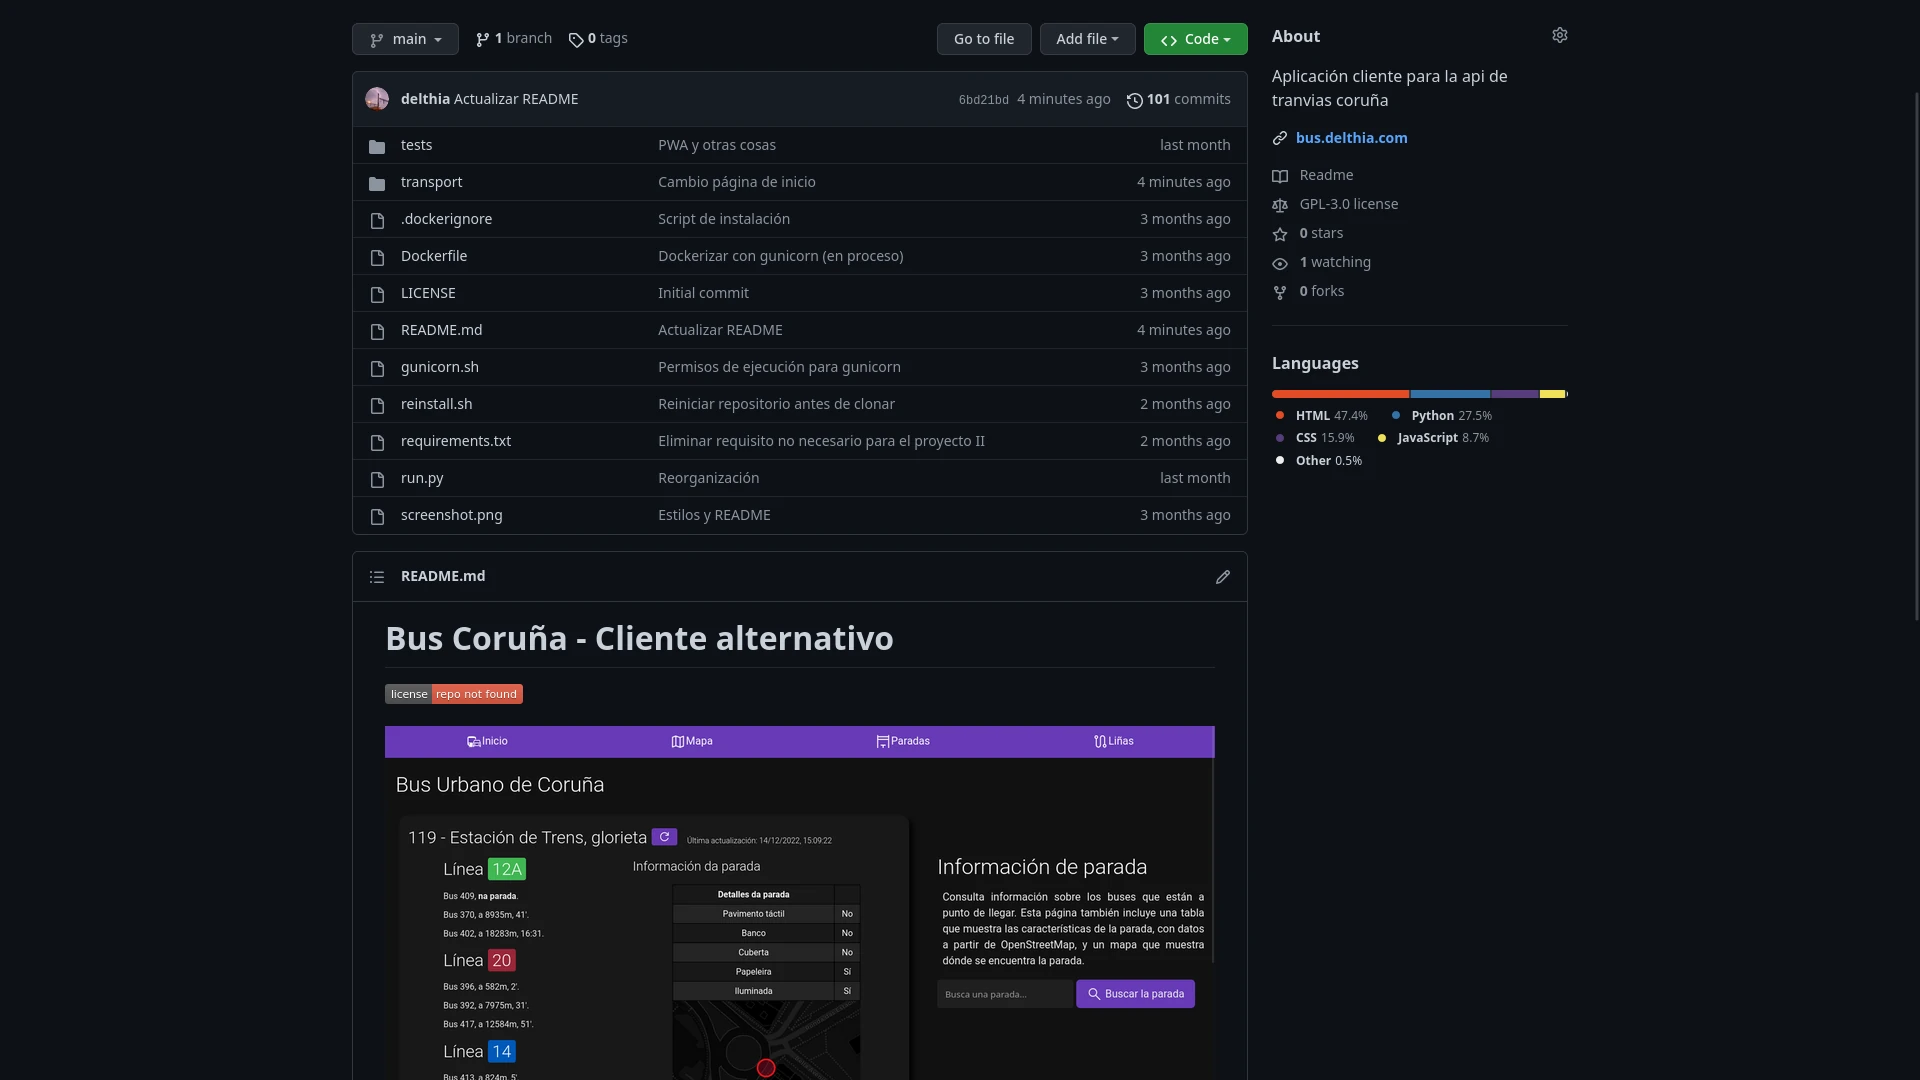 main
1 branch
0 tags
Go to file
Add file
Code
delthia Actualizar README
6bd21bd 4 minutes ago
101 commits
tests PWA y otras cosas last month
transport Cambio página de inicio 4 minutes ago
.dockerignore Script de instalación 3 months ago
Dockerfile Dockerizar con gunicorn (en proceso) 3 months ago
LICENSE Initial commit 3 months ago
README.md Actualizar README 4 minutes ago
gunicorn.sh Permisos de ejecución para gunicorn 3 months ago
reinstall.sh Reiniciar repositorio antes de clonar 2 months ago
requirements.txt Eliminar requisito no necesario para el proyecto II 2 months ago
run.py Reorganización last month
screenshot.png Estilos y README 3 months ago
README.md
Bus Coruña - Cliente alternativo
license repo not found
Inicio
Mapa
Paradas
Liñas
Bus Urbano de Coruña
119 - Estación de Trens, glorieta
Última actualización: 14/12/2022, 15:09:22
Línea 12A
Bus 409, na parada.
Bus 370, a 8935m, 41'.
Bus 402, a 18283m, 16:31.
Línea 20
Bus 396, a 582m, 2'.
Bus 392, a 7975m, 31'.
Bus 417, a 12584m, 51'.
Línea 14
Bus 413, a 824m, 5'
Información da parada
Detalles da parada
Pavimento táctil No
Banco No
Cuberta No
Papeleira Sí
Iluminada Sí
Información de parada
Consulta información sobre los buses que están a
punto de llegar. Esta página también incluye una tabla
que muestra las características de la parada, con datos
a partir de OpenStreetMap, y un mapa que muestra
dónde se encuentra la parada.
Busca una parada...
Buscar la parada
About
Aplicación cliente para la api de
tranvias coruña
bus.delthia.com
Readme
GPL-3.0 license
0 stars
1 watching
0 forks
Languages
HTML 47.4%
Python 27.5%
CSS 15.9%
JavaScript 8.7%
Other 0.5%